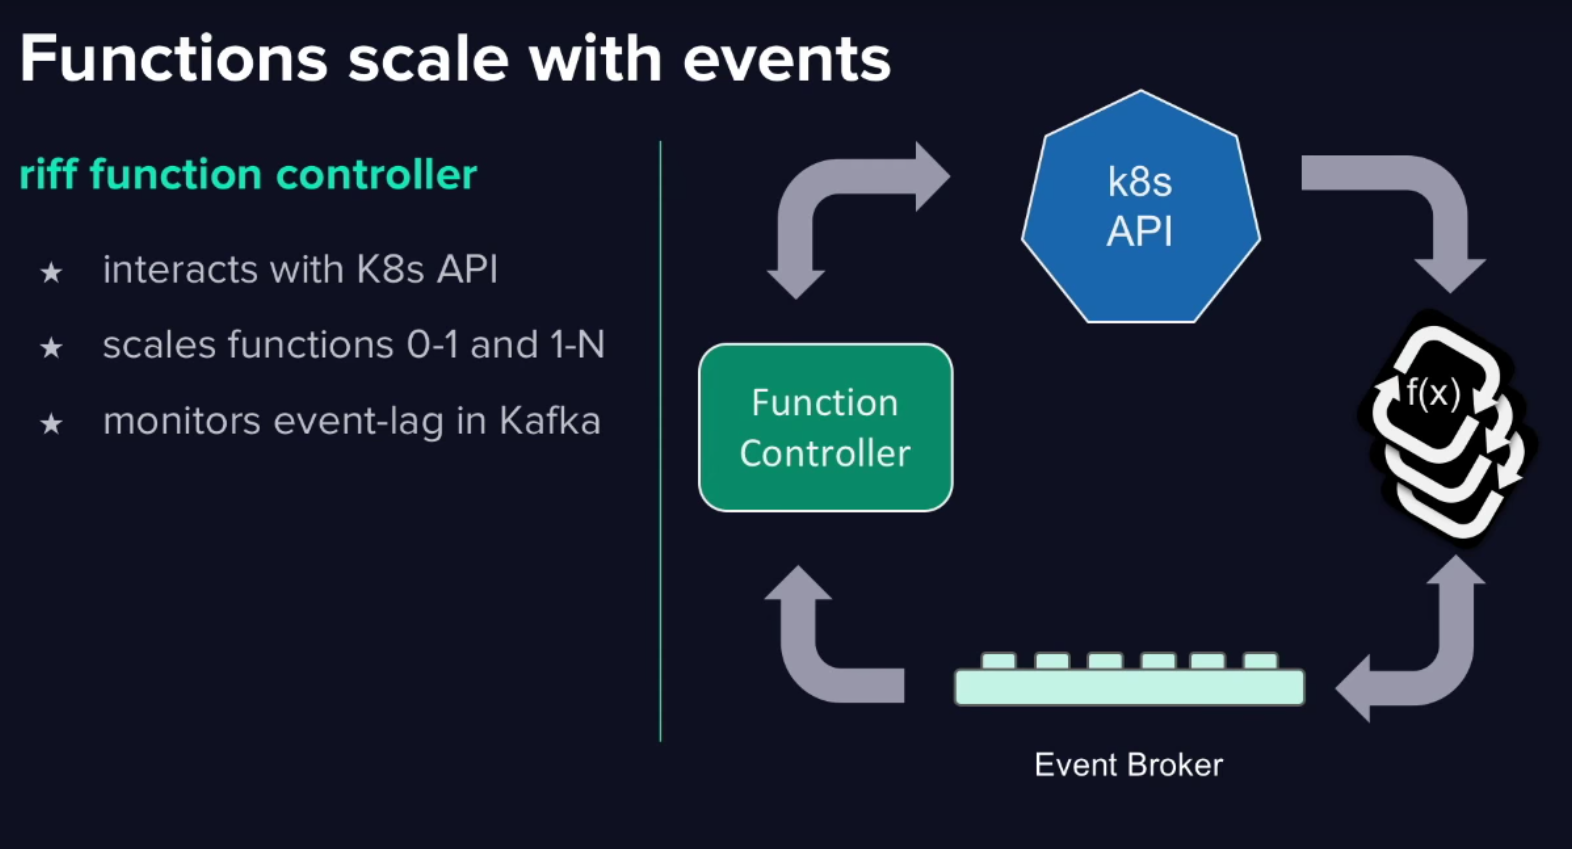 Functions scale with events
riff function controller
★ interacts with K8s API
★ scales functions 0-1 and 1-N
★ monitors event-lag in Kafka
k8s
API
Function
Controller
f(x)
Event Broker